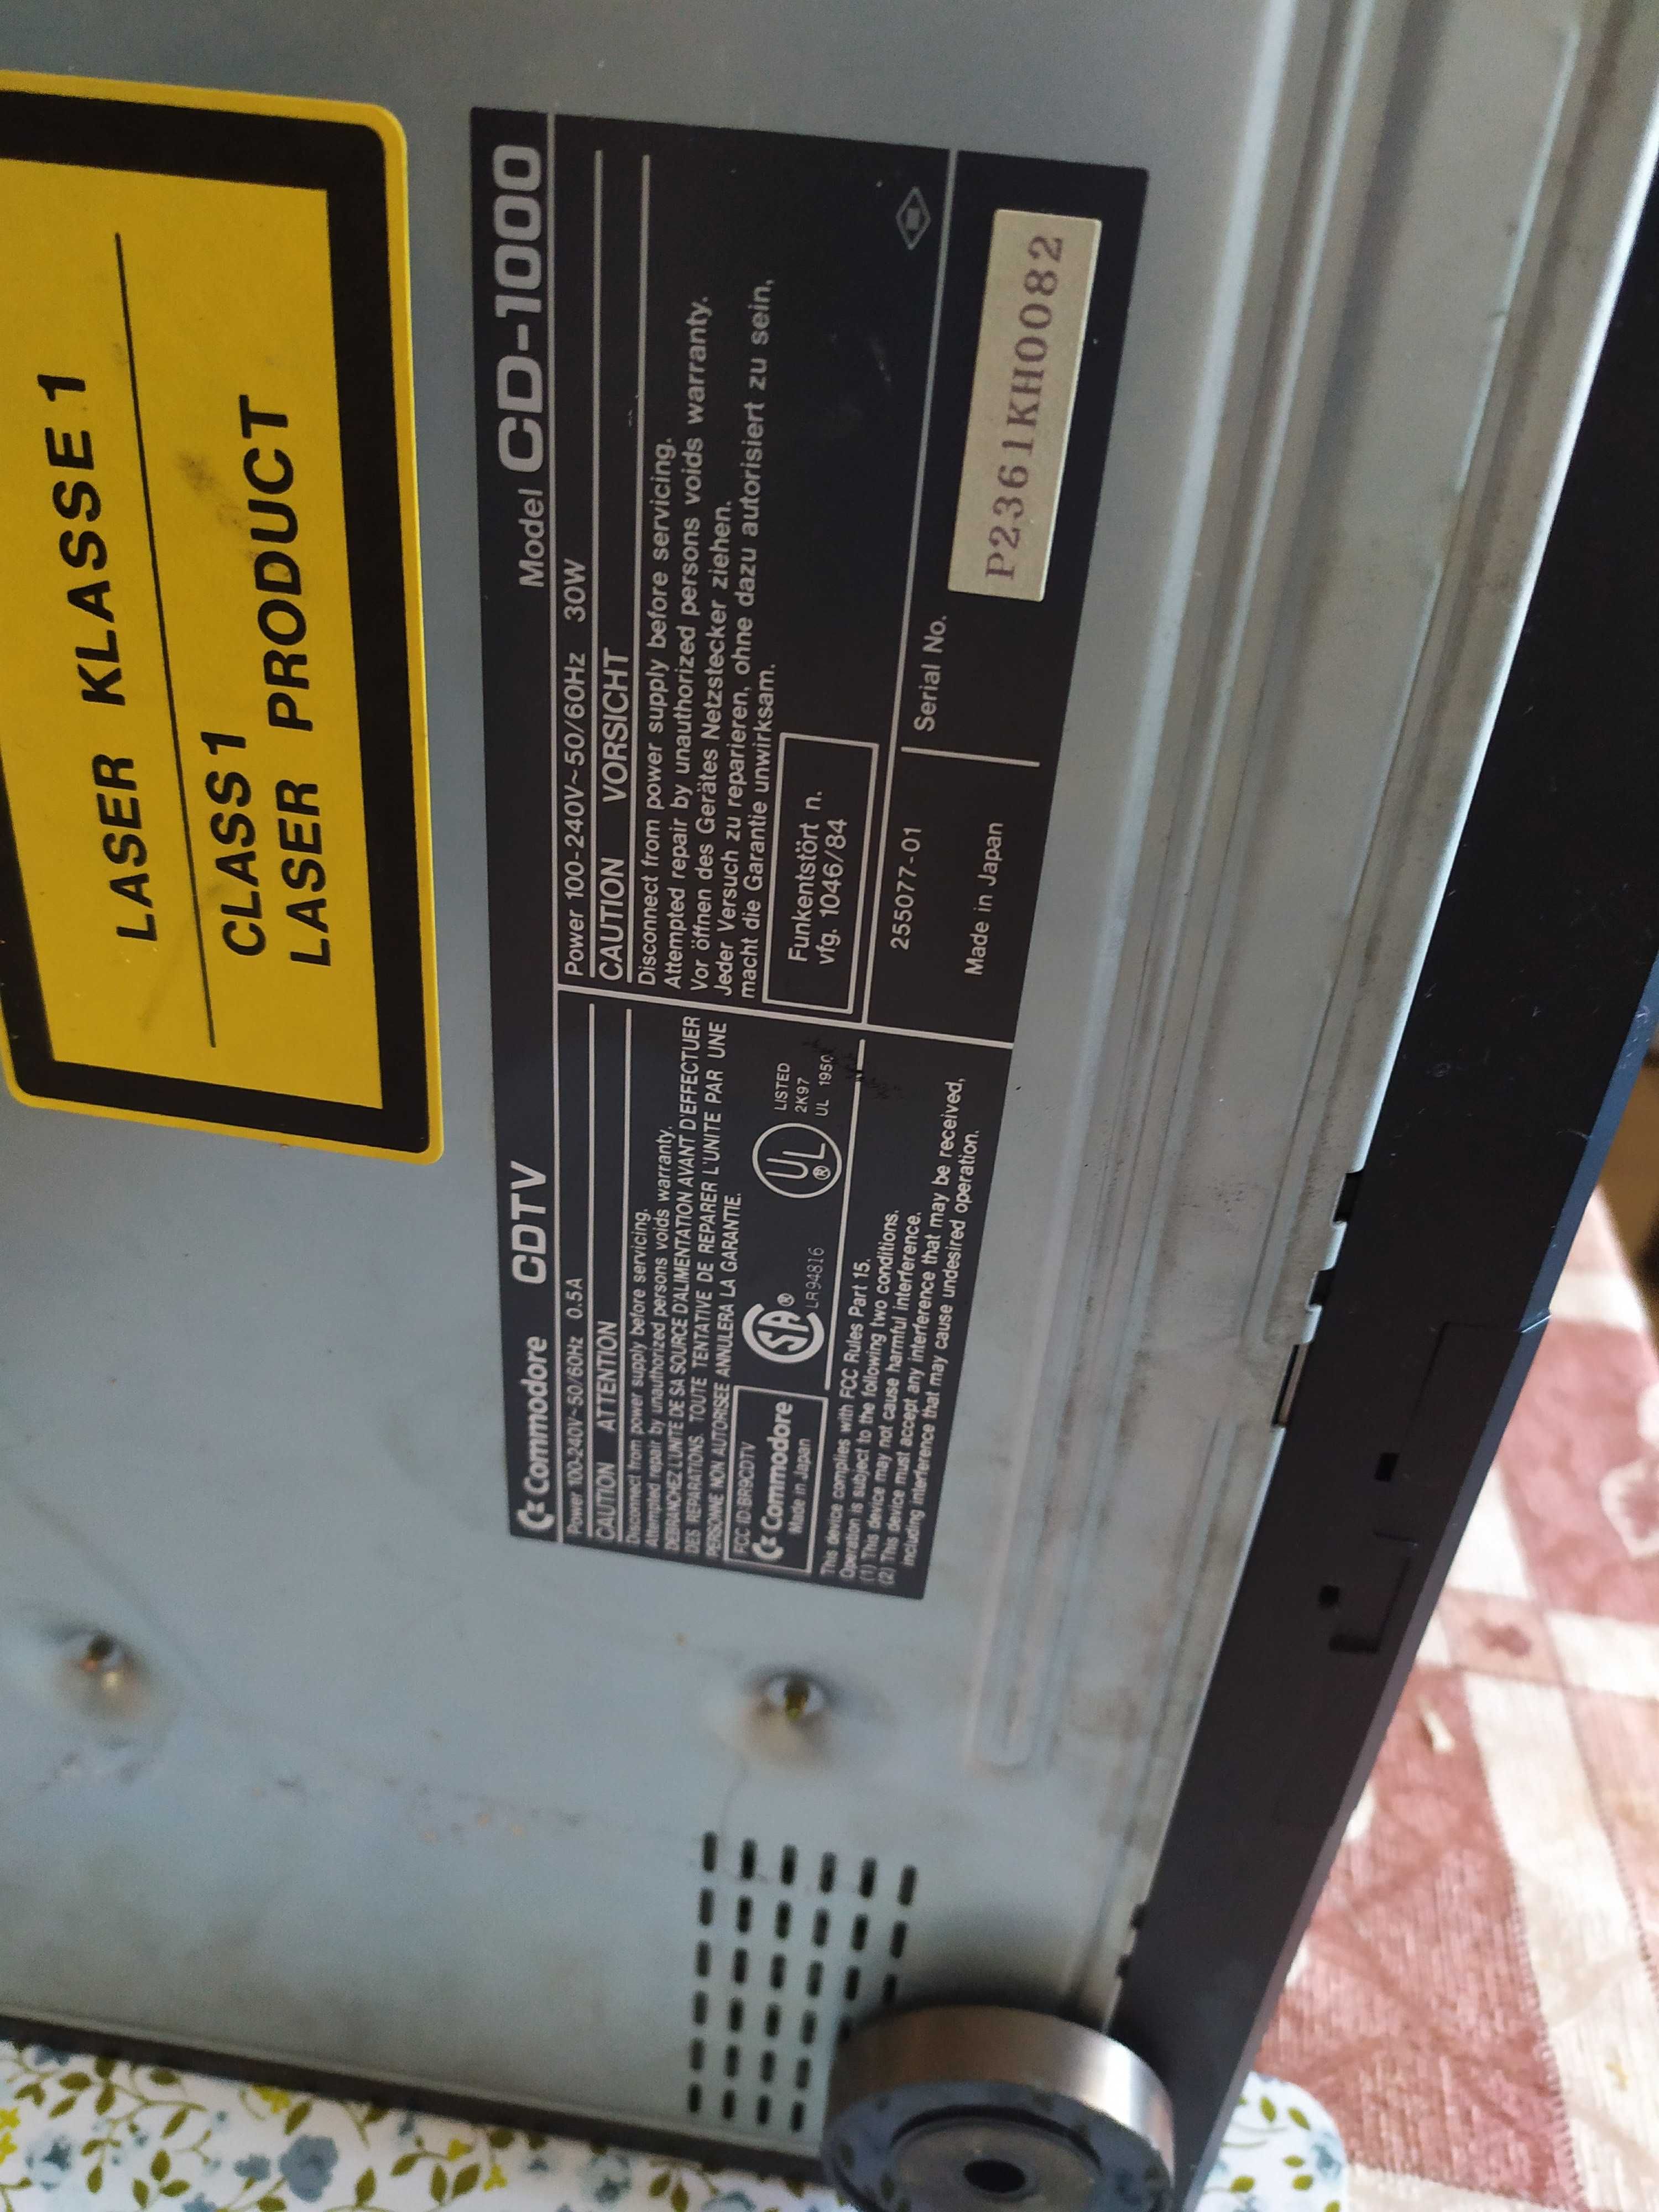 LASER KLASSE 1
CLASS 1
LASER PRODUCT
Commodore CDTV Model CD-1000
Power 100-240V~50/60Hz 0.5A
CAUTION ATTENTION
Disconnect from power supply before servicing.
Attempted repair by unauthorized persons voids warranty.
DEBRANCHEZ L'UNITE DE SA SOURCE D'ALIMENTATION AVANT D'EFFECTUER
DES REPARATIONS. TOUTE TENTATIVE DE REPARER L'UNITE PAR UNE
PERSONNE NON AUTORISEE ANNULERA LA GARANTIE.
FCC ID:BR9CDTV
Commodore
Made in Japan
SA®
LR94816
UL®
LISTED
2K97
UL 1950
This device complies with FCC Rules Part 15.
Operation is subject to the following two conditions.
(1) This device may not cause harmful interference.
(2) This device must accept any interference that may be received,
including interference that may cause undesired operation.
Power 100-240V~50/60Hz 30W
CAUTION VORSICHT
Disconnect from power supply before servicing.
Attempted repair by unauthorized persons voids warranty.
Vor öffnen des Gerätes Netzstecker ziehen.
Jeder Versuch zu reparieren, ohne dazu autorisiert zu sein,
macht die Garantie unwirksam.
Funkentstört n.
vfg. 1046/84
255077-01
Made in Japan
Serial No.
P2361KH0082